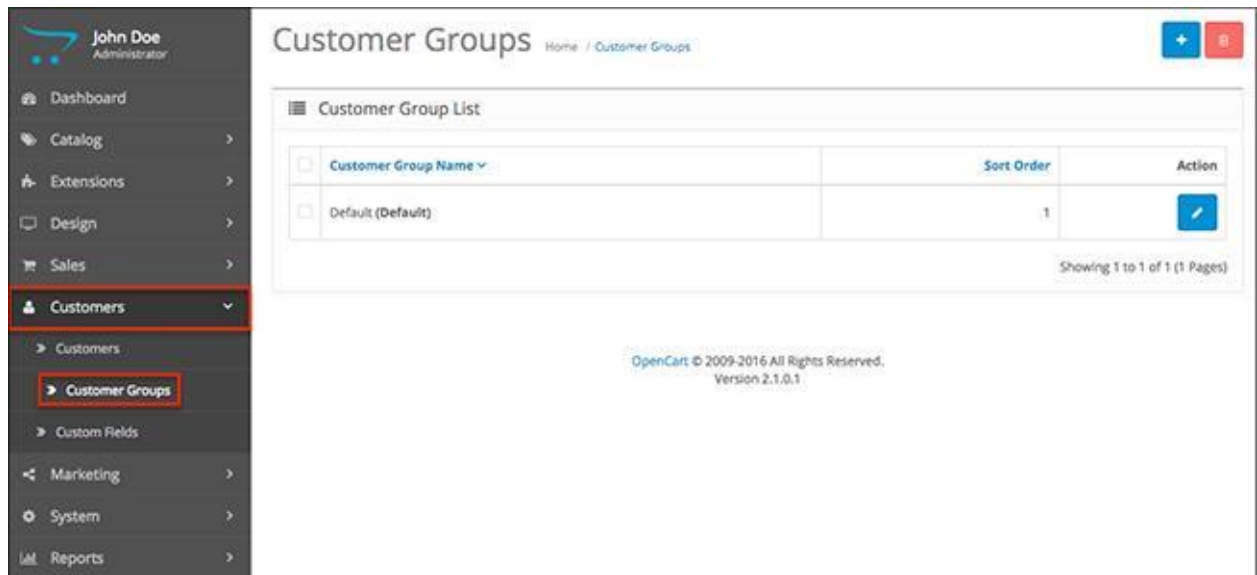 John Doe
Administrator
Dashboard
Catalog
Extensions
Design
Sales
Customers
Customers
Customer Groups
Custom Fields
Marketing
System
Reports
Customer Groups Home / Customer Groups
Customer Group List
Customer Group Name Sort Order Action
Default (Default) 1
Showing 1 to 1 of 1 (1 Pages)
OpenCart © 2009-2016 All Rights Reserved.
Version 2.1.0.1